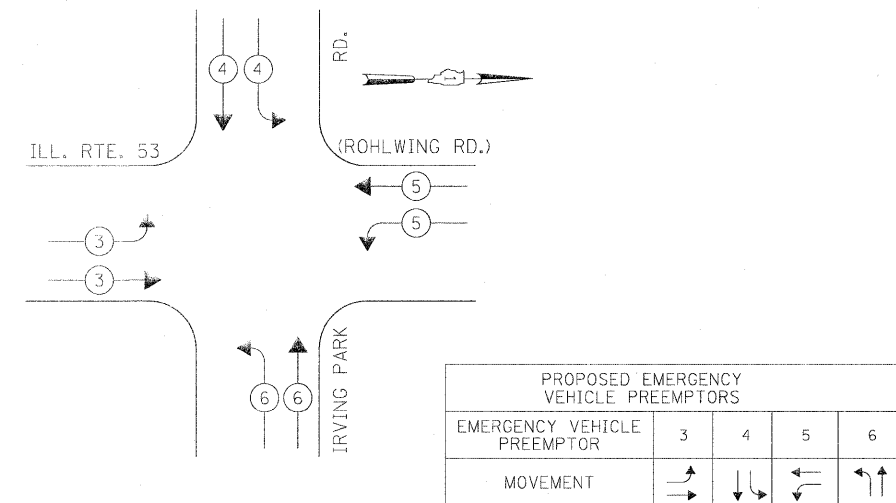 RD.
4 4
ILL. RTE. 53
(ROHLWING RD.)
5
5
3
3
6 6
IRVING PARK
PROPOSED EMERGENCY
VEHICLE PREEMPTORS
EMERGENCY VEHICLE
PREEMPTOR
3 4 5 6
MOVEMENT